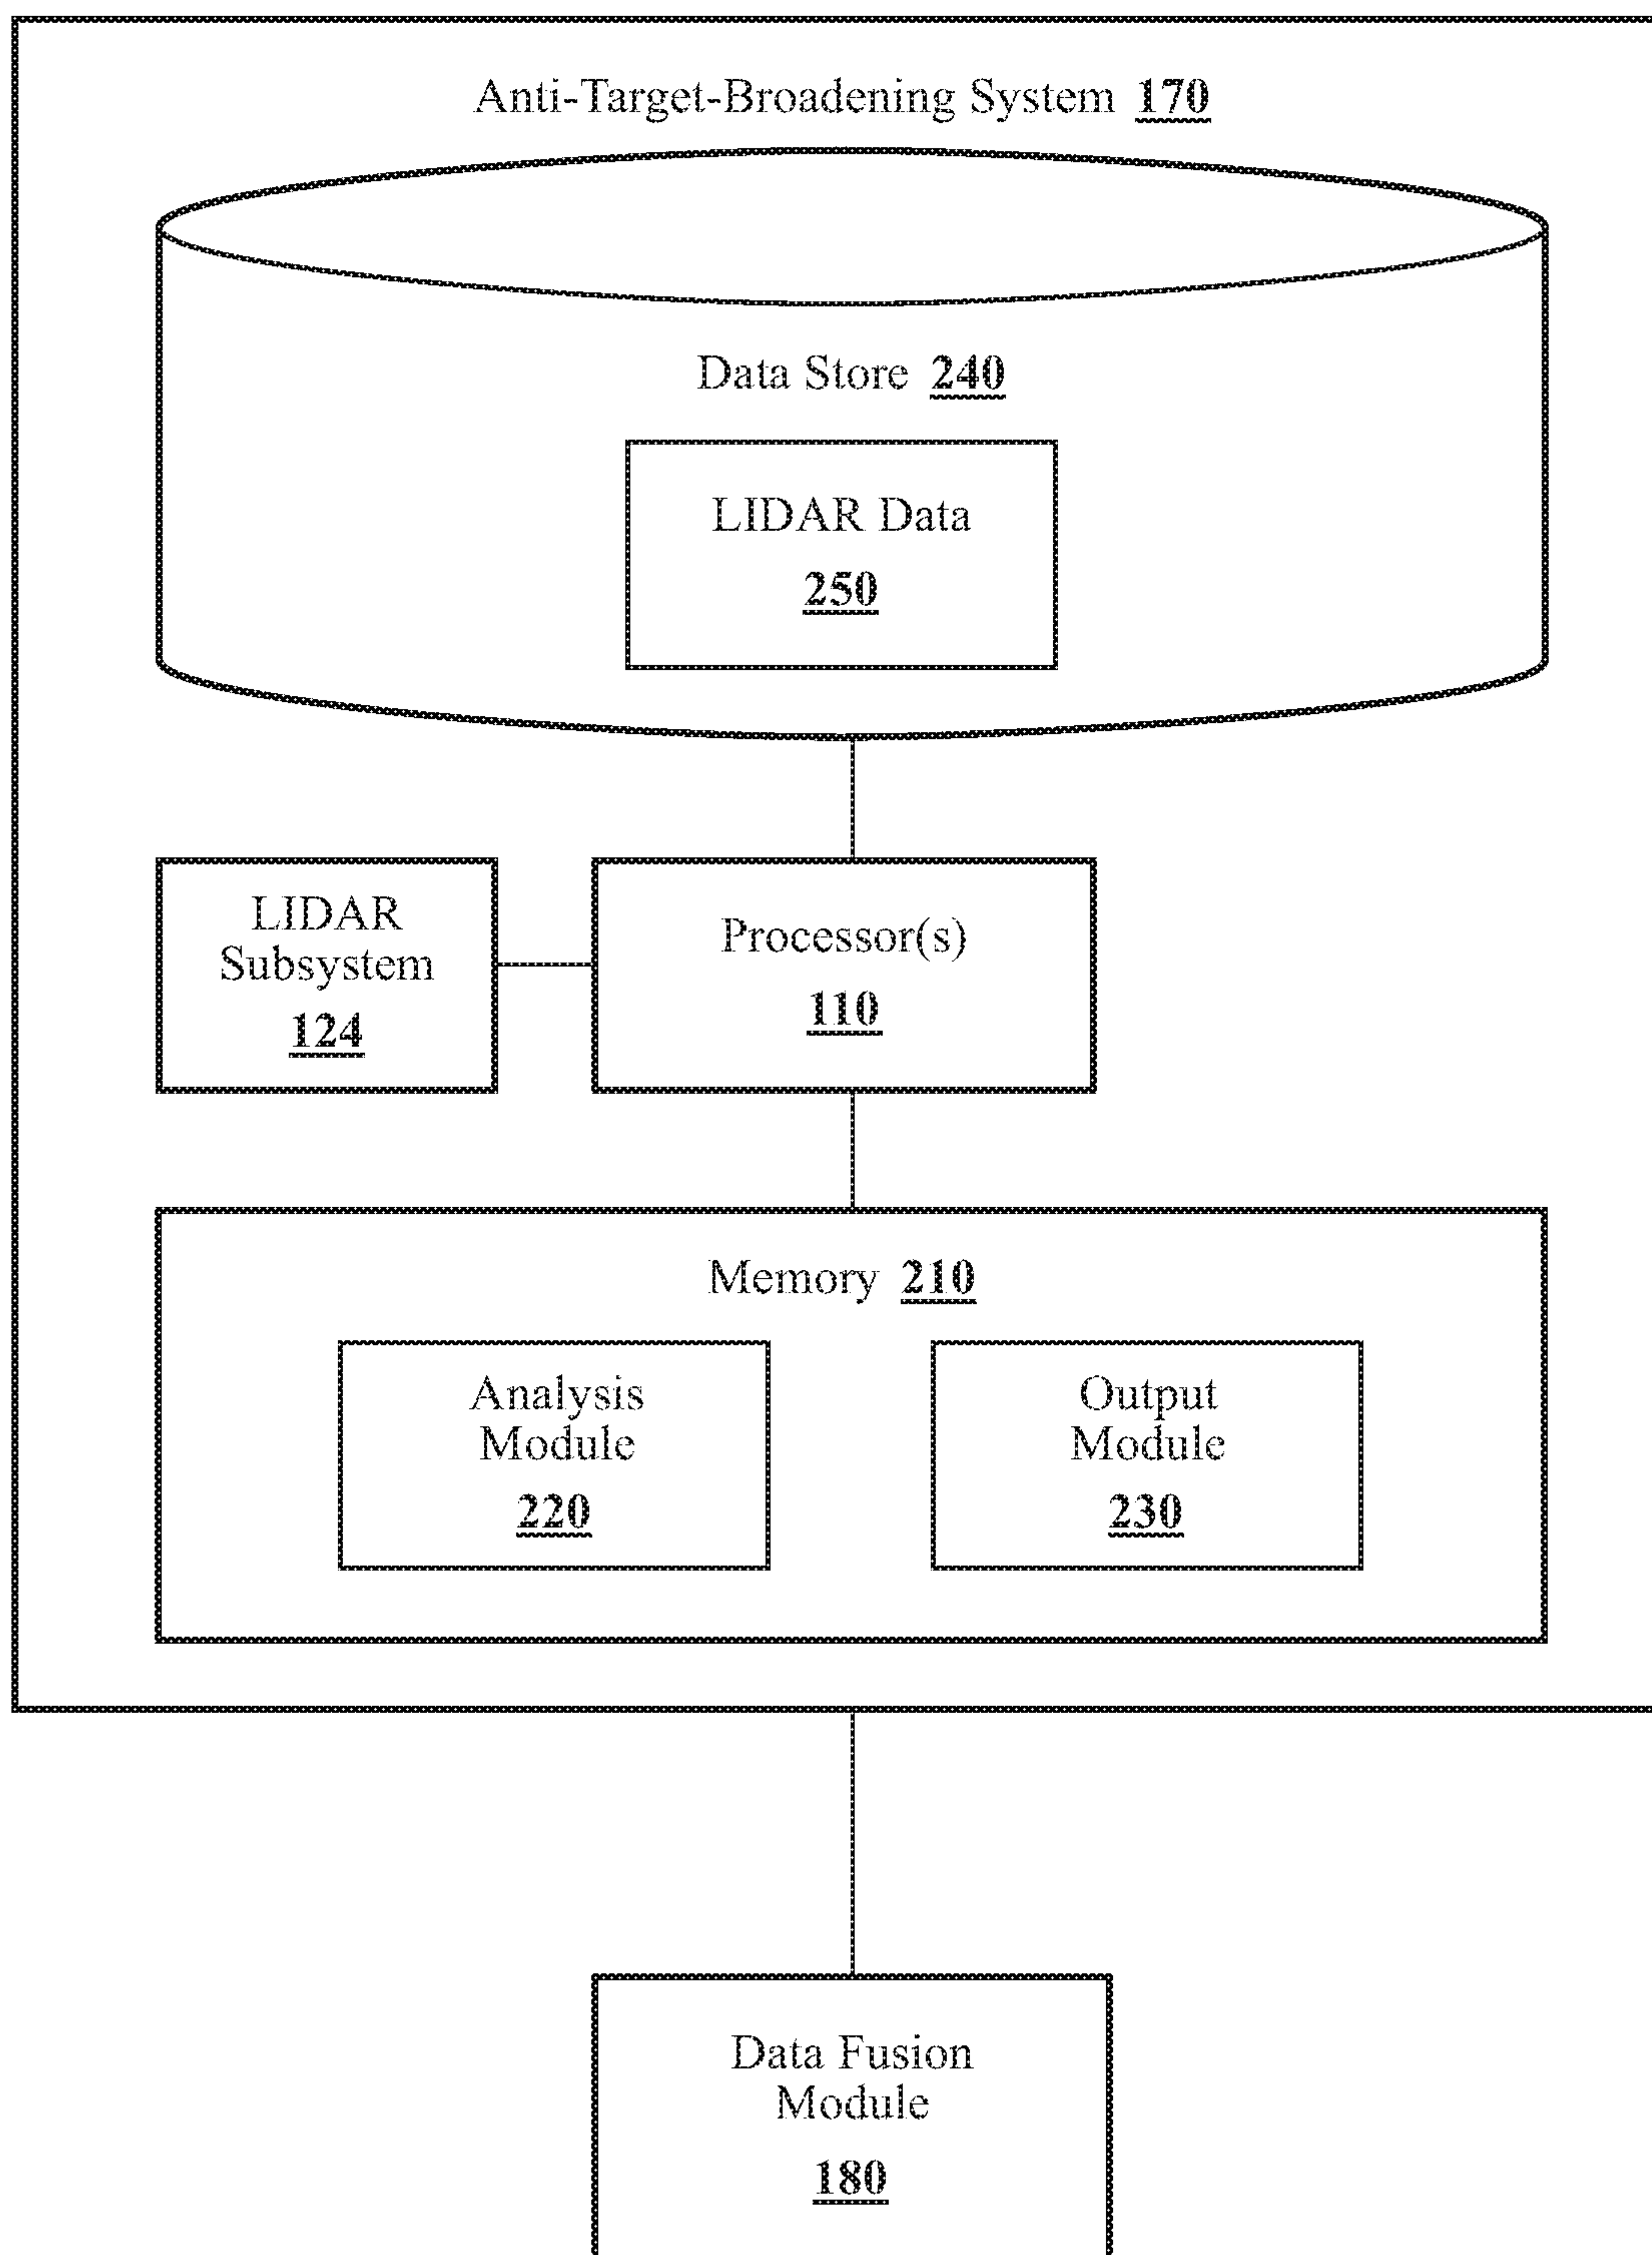 Anti-Target-Broadening System 170
Data Store 240
LIDAR Data
250
LIDAR
Subsystem
124
Processor(s)
110
Memory 210
Analysis
Module
220
Output
Module
230
Data Fusion
Module
180